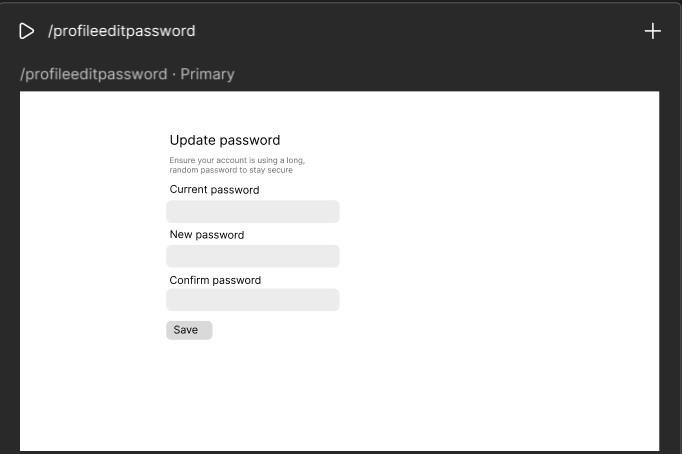 /profileeditpassword
/profileeditpassword · Primary
Update password
Ensure your account is using a long,
random password to stay secure
Current password
New password
Confirm password
Save